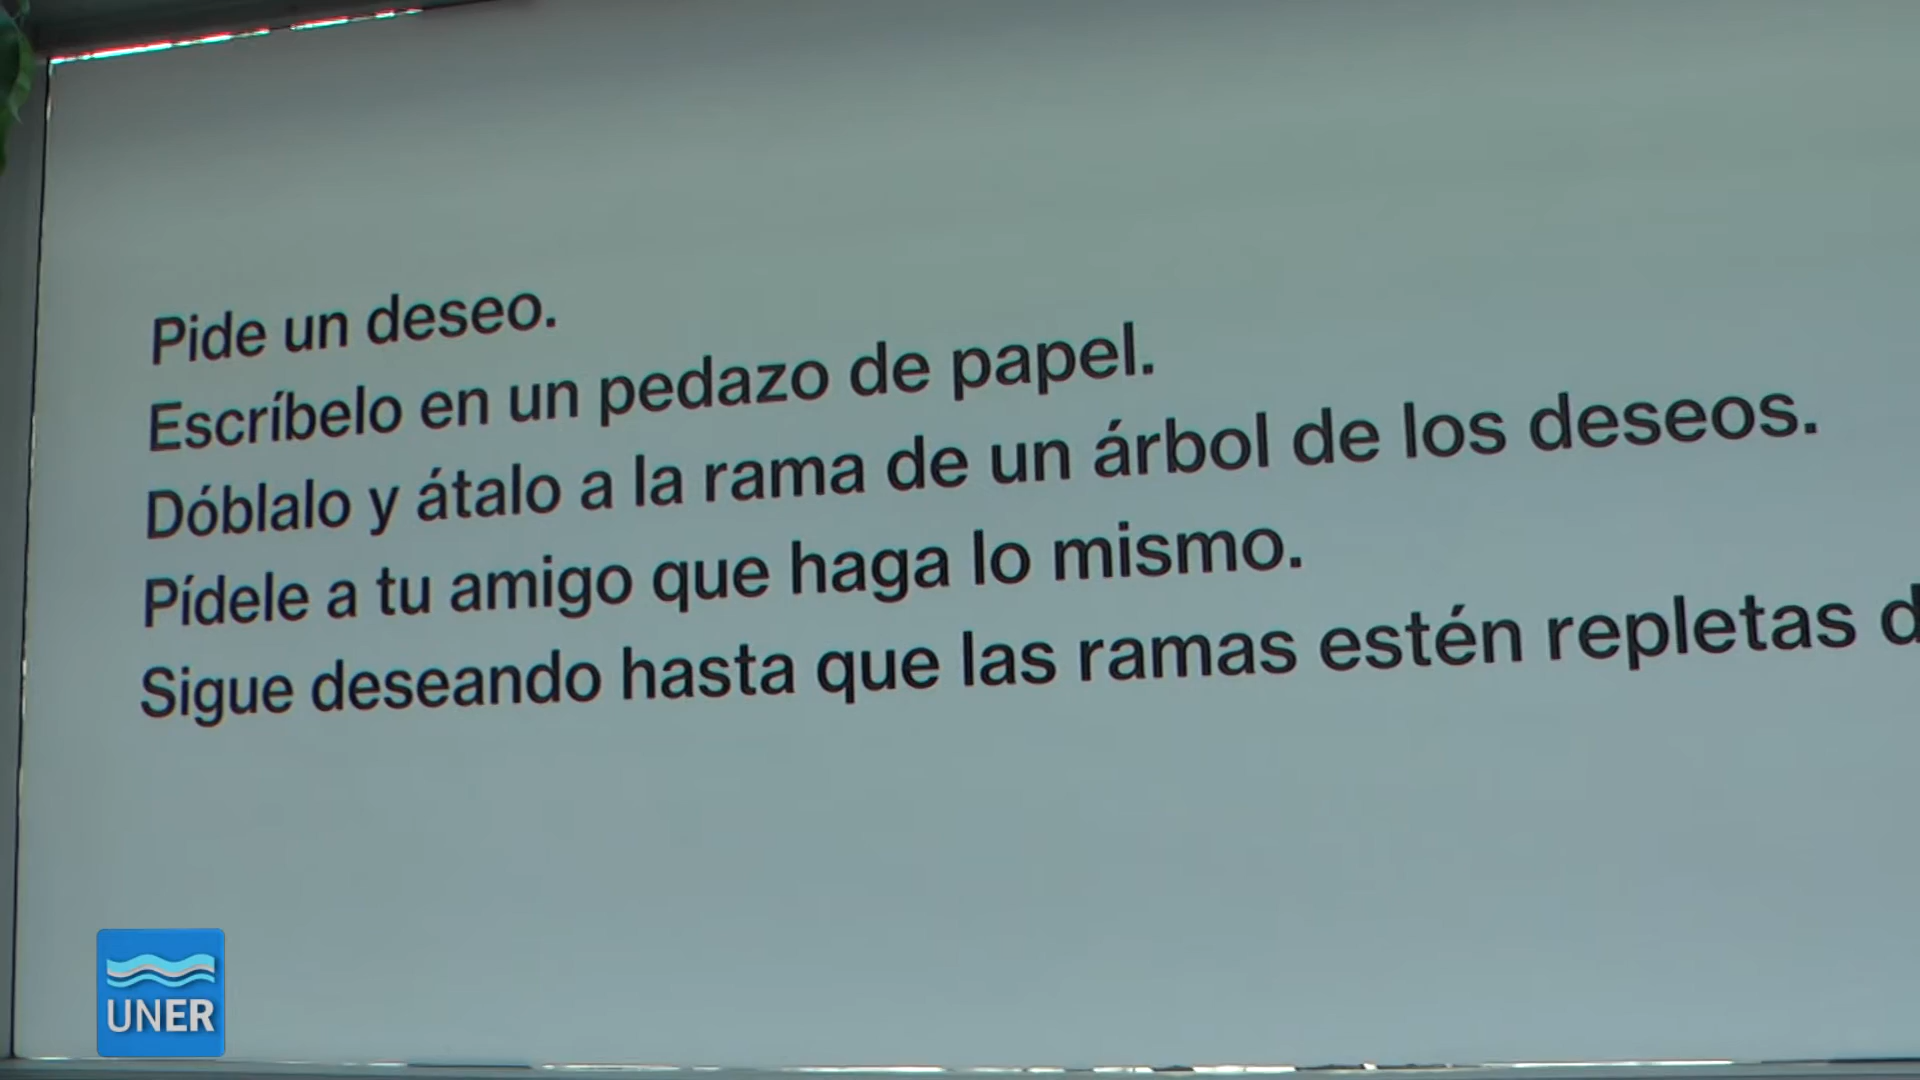 Pide un deseo.
Escríbelo en un pedazo de papel.
Dóblalo y átalo a la rama de un árbol de los deseos.
Pídele a tu amigo que haga lo mismo.
Sigue deseando hasta que las ramas estén repletas
UNER